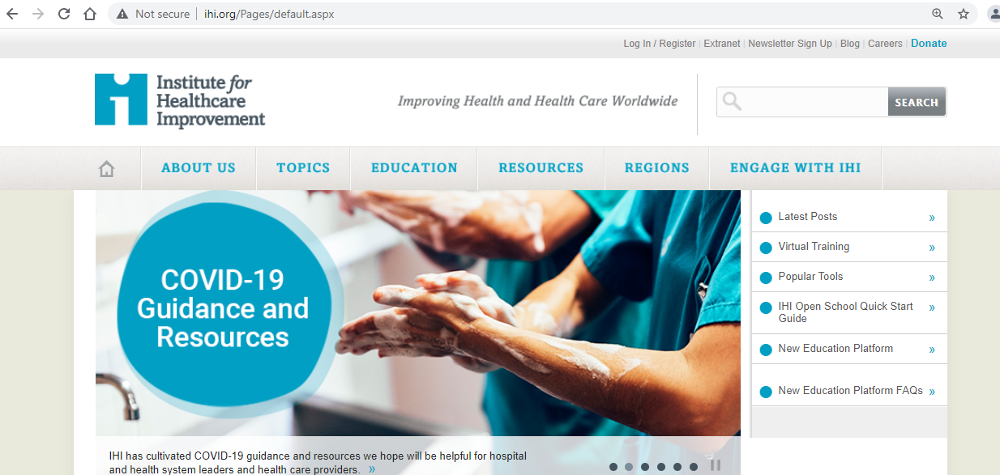 Not secure | ihi.org/Pages/default.aspx
Log In / Register | Extranet | Newsletter Sign Up | Blog | Careers | Donate
Institute for
Healthcare
Improvement
Improving Health and Health Care Worldwide
SEARCH
ABOUT US
TOPICS
EDUCATION
RESOURCES
REGIONS
ENGAGE WITH IHI
COVID-19
Guidance and
Resources
IHI has cultivated COVID-19 guidance and resources we hope will be helpful for hospital
and health system leaders and health care providers. »
Latest Posts »
Virtual Training »
Popular Tools »
IHI Open School Quick Start »
Guide
New Education Platform »
New Education Platform FAQs »